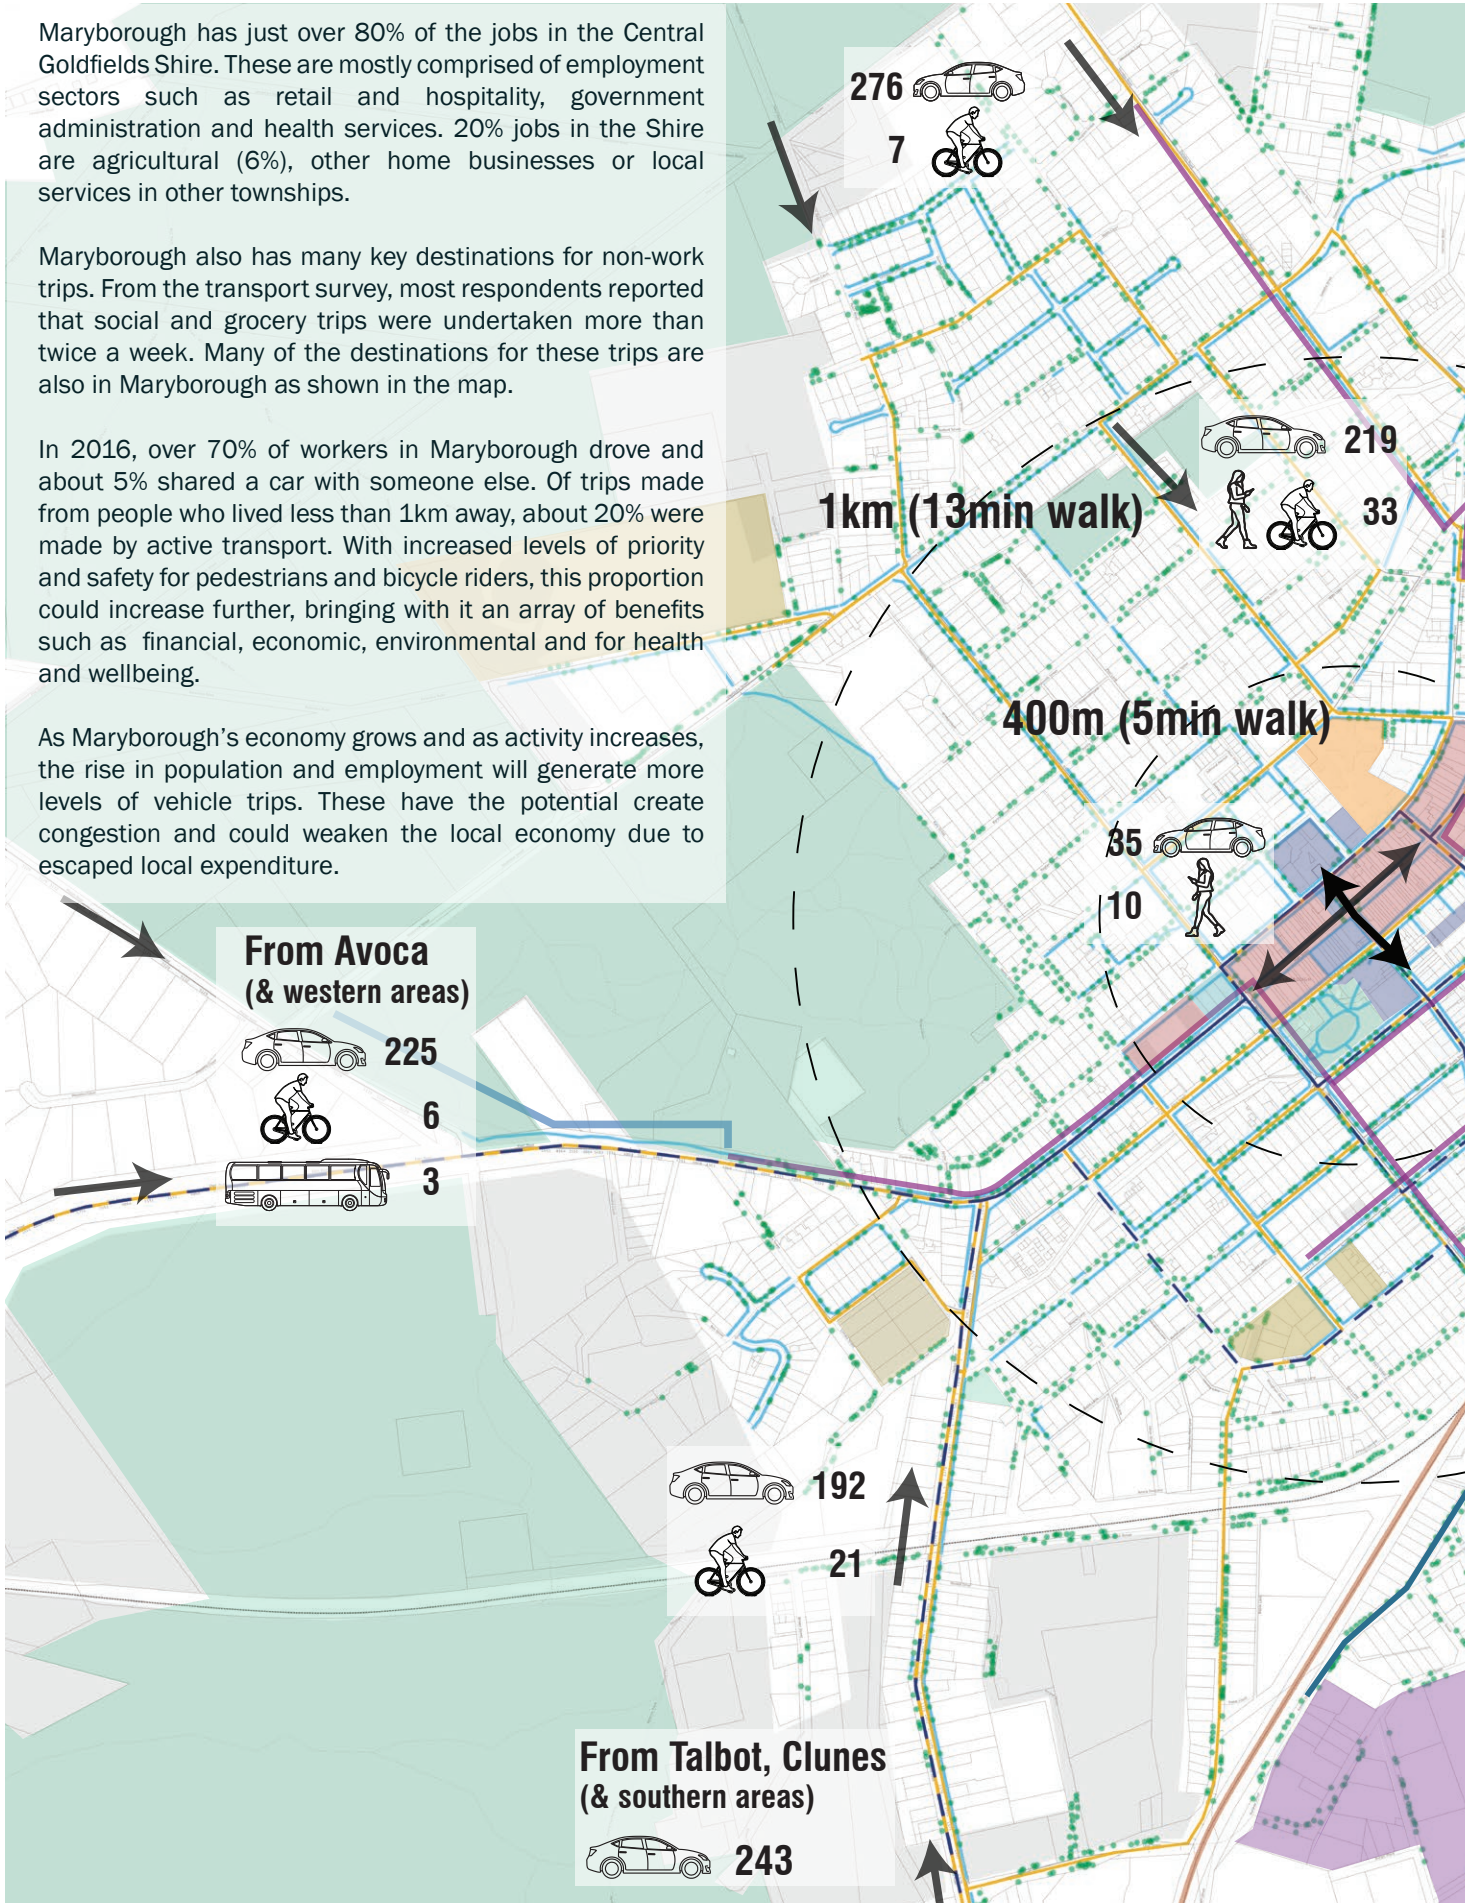 Maryborough has just over 80% of the jobs in the Central
Goldfields Shire. These are mostly comprised of employment
sectors such as retail and hospitality, government
administration and health services. 20% jobs in the Shire
are agricultural (6%), other home businesses or local
services in other townships.
Maryborough also has many key destinations for non-work
trips. From the transport survey, most respondents reported
that social and grocery trips were undertaken more than
twice a week. Many of the destinations for these trips are
also in Maryborough as shown in the map.
In 2016, over 70% of workers in Maryborough drove and
about 5% shared a car with someone else. Of trips made
from people who lived less than 1km away, about 20% were
made by active transport. With increased levels of priority
and safety for pedestrians and bicycle riders, this proportion
could increase further, bringing with it an array of benefits
such as financial, economic, environmental and for health
and wellbeing.
As Maryborough's economy grows and as activity increases,
the rise in population and employment will generate more
levels of vehicle trips. These have the potential create
congestion and could weaken the local economy due to
escaped local expenditure.
276
7
219
33
1km (13min walk)
400m (5min walk)
35
10
From Avoca
(& western areas)
225
6
3
192
21
From Talbot, Clunes
(& southern areas)
243